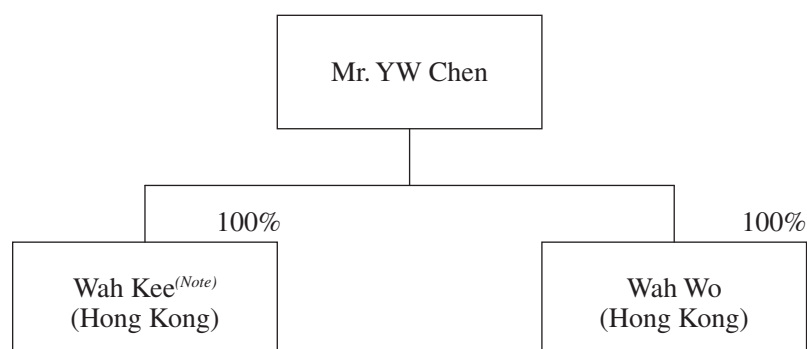 Mr. YW Chen
100%
100%
Wah Kee(Note)
(Hong Kong)
Wah Wo
(Hong Kong)